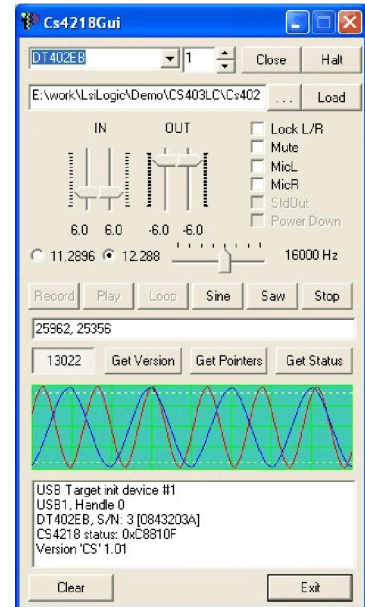 Cs4218Gui
DT402EB 1 Close Halt
E:\work\LsiLogic\Demo\CS403LC\Cs402 ... Load
IN OUT
Lock L/R
Mute
MicL
MicR
StdOut
Power Down
6.0 6.0 -6.0 -6.0
11.2896 12.288 16000 Hz
Record Play Loop Sine Saw Stop
25962, 25356
13022 Get Version Get Pointers Get Status
USB Target init device #1
USB1, Handle 0
DT402EB, S/N: 3 [0843203A]
CS4218 status: 0xC8810F
Version 'CS' 1.01
Clear Exit